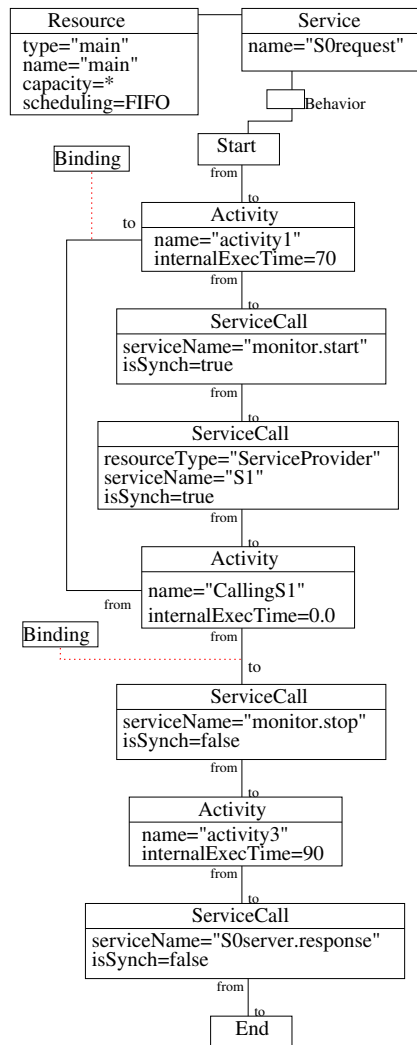 Resource
type="main"
name="main"
capacity=*
scheduling=FIFO
Service
name="S0request"
Behavior
Start
from
Binding
to
to
Activity
name="activity1"
internalExecTime=70
from
to
ServiceCall
serviceName="monitor.start"
isSynch=true
from
to
ServiceCall
resourceType="ServiceProvider"
serviceName="S1"
isSynch=true
from
to
Activity
name="CallingS1"
internalExecTime=0.0
from
from
Binding
to
ServiceCall
serviceName="monitor.stop"
isSynch=false
from
to
Activity
name="activity3"
internalExecTime=90
from
to
ServiceCall
serviceName="S0server.response"
isSynch=false
from
to
End